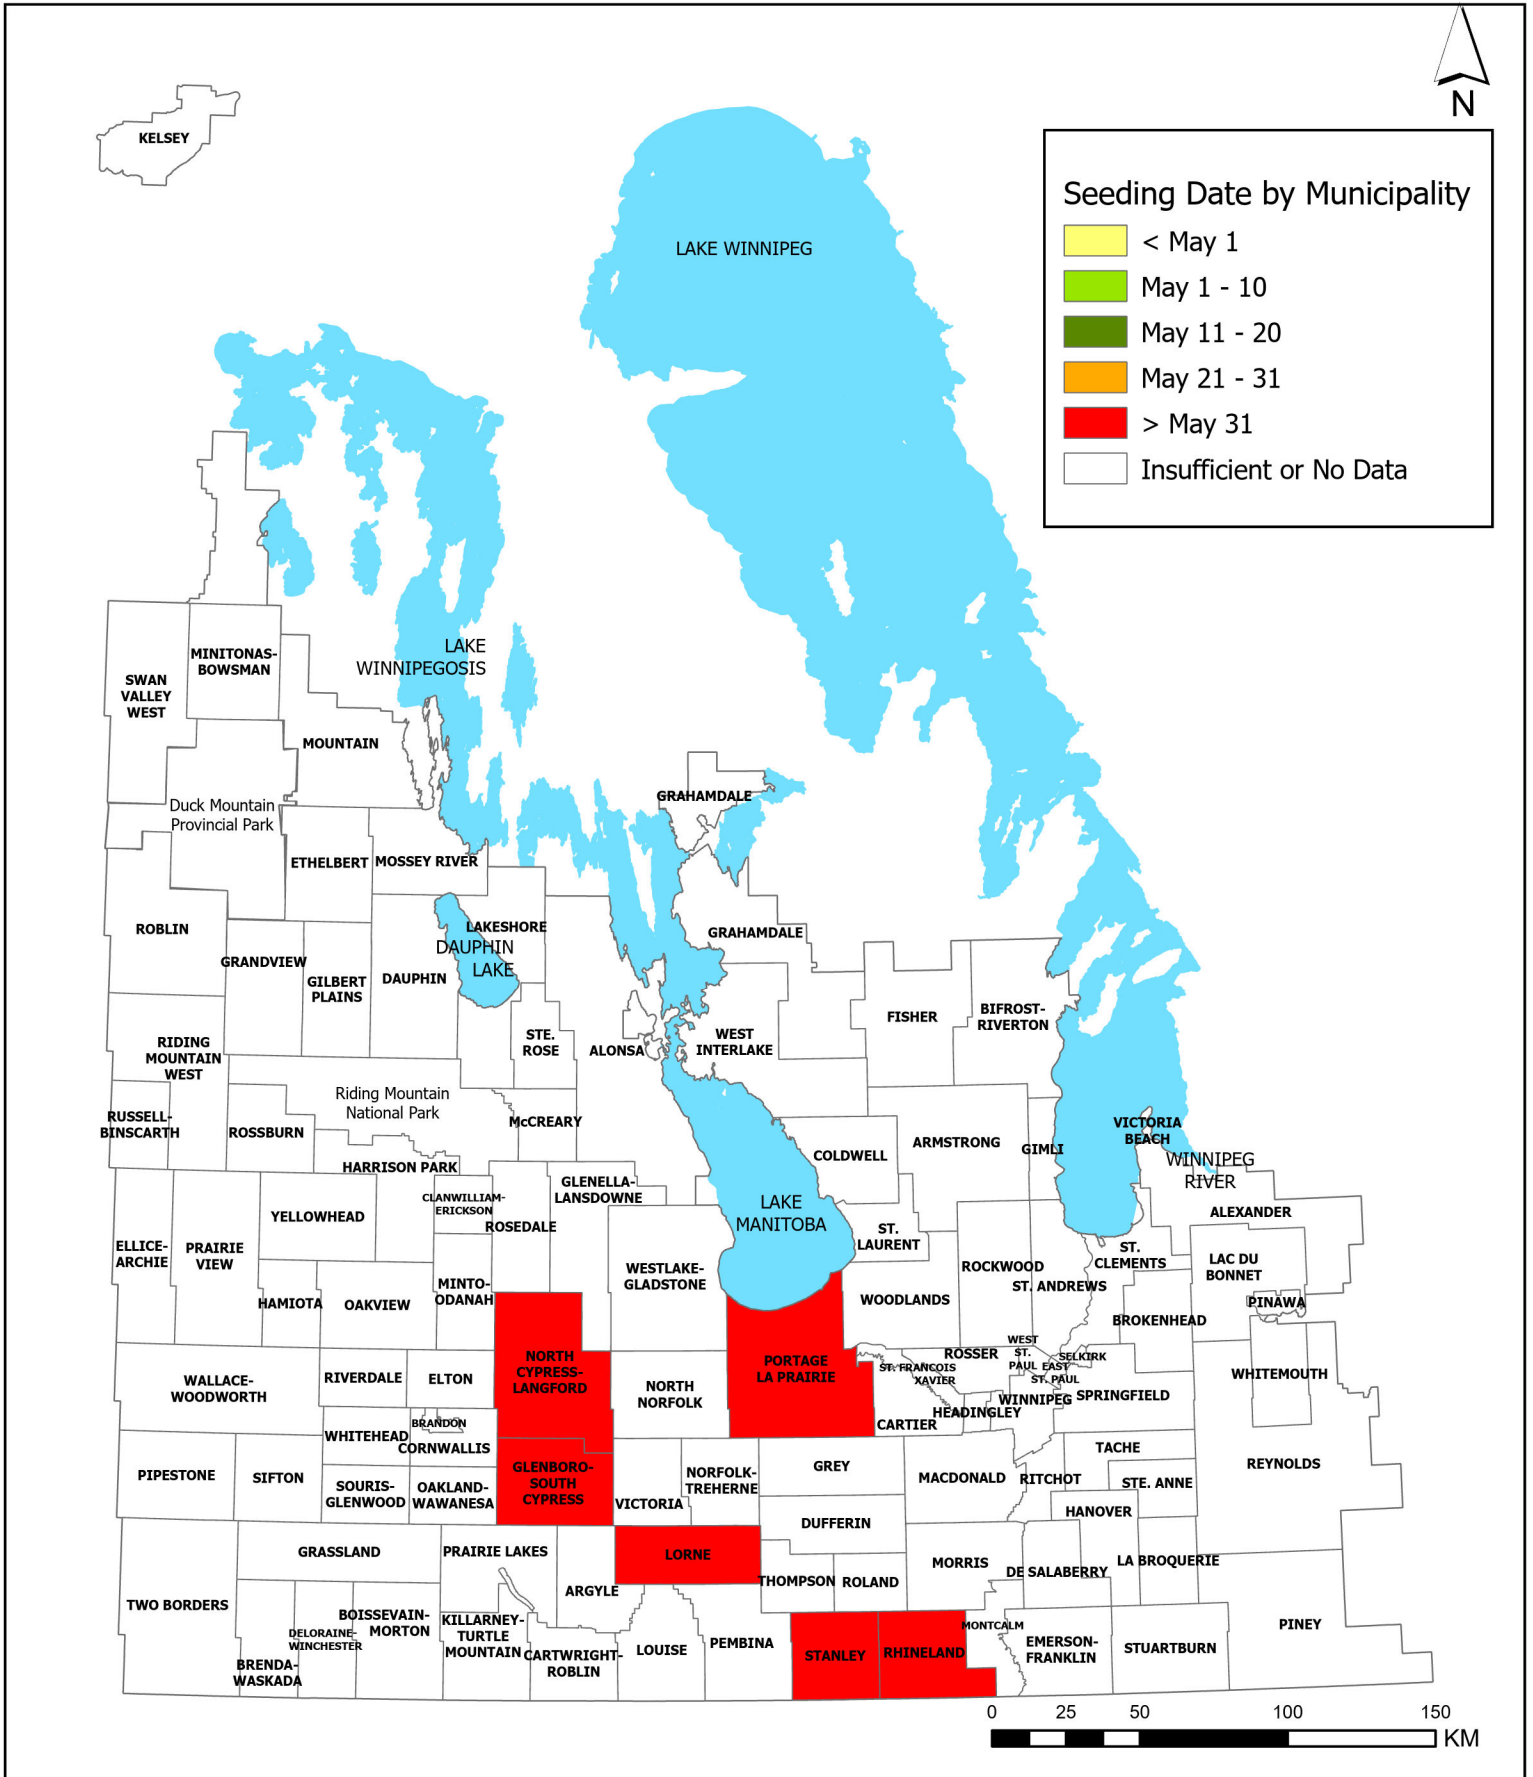 N
KELSEY
Seeding Date by Municipality
< May 1
May 1 - 10
May 11 - 20
May 21 - 31
> May 31
Insufficient or No Data
LAKE WINNIPEG
LAKE
WINNIPEGOSIS
MINITONAS-
BOWSMAN
SWAN
VALLEY
WEST
MOUNTAIN
Duck Mountain
Provincial Park
GRAHAMDALE
ETHELBERT
MOSSEY RIVER
ROBLIN
LAKESHORE
DAUPHIN
LAKE
GRAHAMDALE
GRANDVIEW
GILBERT
PLAINS
DAUPHIN
FISHER
BIFROST-
RIVERTON
STE.
ROSE
ALONSA
WEST
INTERLAKE
RIDING
MOUNTAIN
WEST
Riding Mountain
National Park
RUSSELL-
BINSCARTH
ROSSBURN
McCREARY
VICTORIA
BEACH
ARMSTRONG
GIMLI
COLDWELL
WINNIPEG
RIVER
HARRISON PARK
CLANWILLIAM-
ERICKSON
GLENELLA-
LANSDOWNE
ROSEDALE
YELLOWHEAD
LAKE
MANITOBA
ALEXANDER
ELLICE-
ARCHIE
PRAIRIE
VIEW
ST.
LAURENT
ST.
CLEMENTS
LAC DU
BONNET
WESTLAKE-
GLADSTONE
ROCKWOOD
ST. ANDREWS
MINTO-
ODANAH
HAMIOTA
OAKVIEW
WOODLANDS
PINAWA
BROKENHEAD
WEST
ST.
PAUL
EAST
ST. PAUL
SELKIRK
ROSSER
ST. FRANCOIS
XAVIER
NORTH
CYPRESS-
LANGFORD
PORTAGE
LA PRAIRIE
WALLACE-
WOODWORTH
RIVERDALE
ELTON
NORTH
NORFOLK
WHITEMOUTH
WINNIPEG
SPRINGFIELD
HEADINGLEY
CARTIER
BRANDON
WHITEHEAD
CORNWALLIS
TACHE
PIPESTONE
SIFTON
SOURIS-
GLENWOOD
OAKLAND-
WAWANESA
GLENBORO-
SOUTH
CYPRESS
VICTORIA
NORFOLK-
TREHERNE
GREY
MACDONALD
RITCHOT
STE. ANNE
REYNOLDS
HANOVER
DUFFERIN
GRASSLAND
PRAIRIE LAKES
LORNE
ARGYLE
THOMPSON
ROLAND
MORRIS
DE SALABERRY
LA BROQUERIE
TWO BORDERS
BOISSEVAIN-
MORTON
DELORAINE-
WINCHESTER
BRENDA-
WASKADA
KILLARNEY-
TURTLE
MOUNTAIN
CARTWRIGHT-
ROBLIN
LOUISE
PEMBINA
STANLEY
RHINELAND
MONTCALM
EMERSON-
FRANKLIN
STUARTBURN
PINEY
0 25 50 100 150
KM